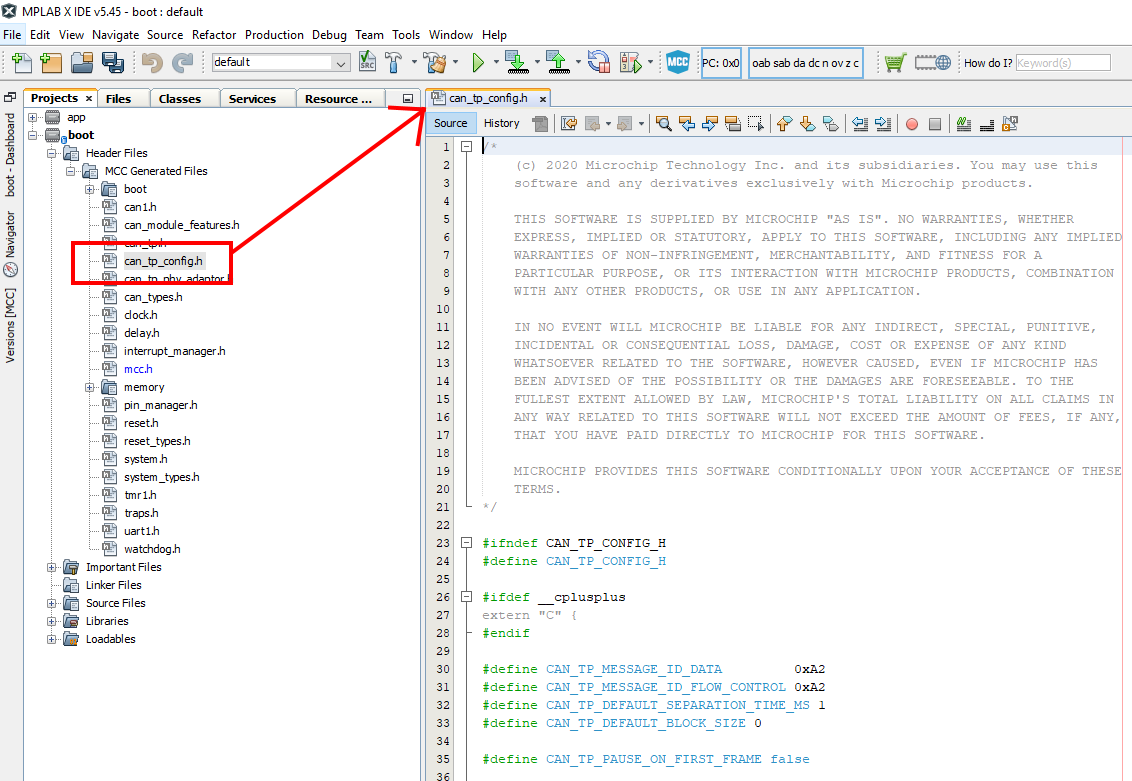 MPLAB X IDE v5.45 - boot : default
File Edit View Navigate Source Refactor Production Debug Team Tools Window Help
default
SRC
MCC
PC: 0x0
oab sab da dc n ov z c
How do I?
Keyword(s)
Projects
Files
Classes
Services
Resource ...
boot - Dashboard
Navigator
Versions [MCC]
app
boot
Header Files
MCC Generated Files
boot
can1.h
can_module_features.h
can_tp.h
can_tp_config.h
can_tp_phy_adaptor.h
can_types.h
clock.h
delay.h
interrupt_manager.h
mcc.h
memory
pin_manager.h
reset.h
reset_types.h
system.h
system_types.h
tmr1.h
traps.h
uart1.h
watchdog.h
Important Files
Linker Files
Source Files
Libraries
Loadables
can_tp_config.h
Source History
1 /*
2 (c) 2020 Microchip Technology Inc. and its subsidiaries. You may use this
3 software and any derivatives exclusively with Microchip products.
4
5 THIS SOFTWARE IS SUPPLIED BY MICROCHIP "AS IS". NO WARRANTIES, WHETHER
6 EXPRESS, IMPLIED OR STATUTORY, APPLY TO THIS SOFTWARE, INCLUDING ANY IMPLIED
7 WARRANTIES OF NON-INFRINGEMENT, MERCHANTABILITY, AND FITNESS FOR A
8 PARTICULAR PURPOSE, OR ITS INTERACTION WITH MICROCHIP PRODUCTS, COMBINATION
9 WITH ANY OTHER PRODUCTS, OR USE IN ANY APPLICATION.
10
11 IN NO EVENT WILL MICROCHIP BE LIABLE FOR ANY INDIRECT, SPECIAL, PUNITIVE,
12 INCIDENTAL OR CONSEQUENTIAL LOSS, DAMAGE, COST OR EXPENSE OF ANY KIND
13 WHATSOEVER RELATED TO THE SOFTWARE, HOWEVER CAUSED, EVEN IF MICROCHIP HAS
14 BEEN ADVISED OF THE POSSIBILITY OR THE DAMAGES ARE FORESEEABLE. TO THE
15 FULLEST EXTENT ALLOWED BY LAW, MICROCHIP'S TOTAL LIABILITY ON ALL CLAIMS IN
16 ANY WAY RELATED TO THIS SOFTWARE WILL NOT EXCEED THE AMOUNT OF FEES, IF ANY,
17 THAT YOU HAVE PAID DIRECTLY TO MICROCHIP FOR THIS SOFTWARE.
18
19 MICROCHIP PROVIDES THIS SOFTWARE CONDITIONALLY UPON YOUR ACCEPTANCE OF THESE
20 TERMS.
21 */
22
23 #ifndef CAN_TP_CONFIG_H
24 #define CAN_TP_CONFIG_H
25
26 #ifdef __cplusplus
27 extern "C" {
28 #endif
29
30 #define CAN_TP_MESSAGE_ID_DATA 0xA2
31 #define CAN_TP_MESSAGE_ID_FLOW_CONTROL 0xA2
32 #define CAN_TP_DEFAULT_SEPARATION_TIME_MS 1
33 #define CAN_TP_DEFAULT_BLOCK_SIZE 0
34
35 #define CAN_TP_PAUSE_ON_FIRST_FRAME false
36